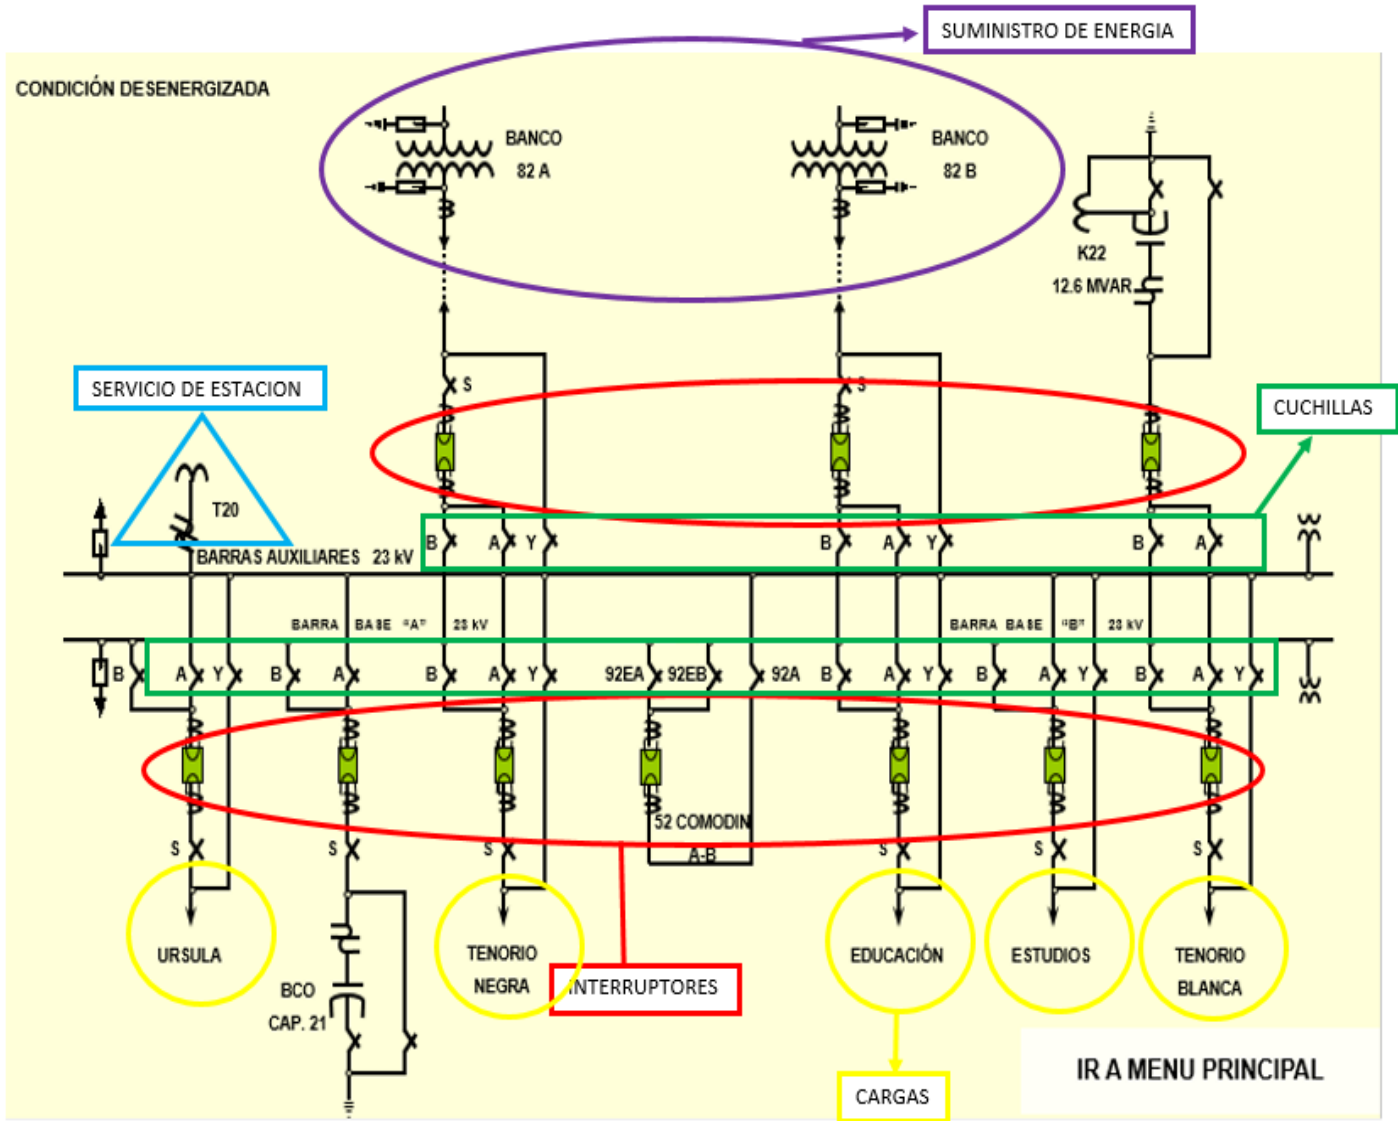 SUMINISTRO DE ENERGIA
CONDICIÓN DESENERGIZADA
BANCO
82 A
BANCO
82 B
K22
12.6 MVAR
SERVICIO DE ESTACION
S
S
CUCHILLAS
T20
B A Y
B A Y
B A
BARRAS AUXILIARES 23 kV
BARRA BASE "A" 23 kV
BARRA BASE "B" 23 kV
B A Y B A B A Y 92EA 92EB 92A B A Y B A Y B A Y
52 COMODIN
A-B
S S S S S S
URSULA
TENORIO
NEGRA
EDUCACIÓN
ESTUDIOS
TENORIO
BLANCA
BCO
CAP. 21
INTERRUPTORES
CARGAS
IR A MENU PRINCIPAL